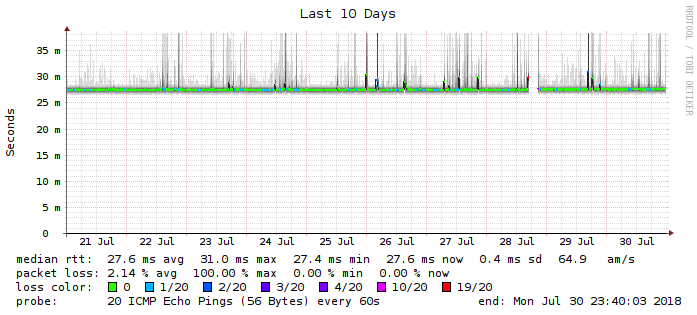 Last 10 Days
RRDTOOL / TOBI OETIKER
Seconds
35 m
30 m
25 m
20 m
15 m
10 m
5 m
0
21 Jul 22 Jul 23 Jul 24 Jul 25 Jul 26 Jul 27 Jul 28 Jul 29 Jul 30 Jul
median rtt: 27.6 ms avg 31.0 ms max 27.4 ms min 27.6 ms now 0.4 ms sd 64.9 am/s
packet loss: 2.14 % avg 100.00 % max 0.00 % min 0.00 % now
loss color: 0 1/20 2/20 3/20 4/20 10/20 19/20
probe: 20 ICMP Echo Pings (56 Bytes) every 60s end: Mon Jul 30 23:40:03 2018